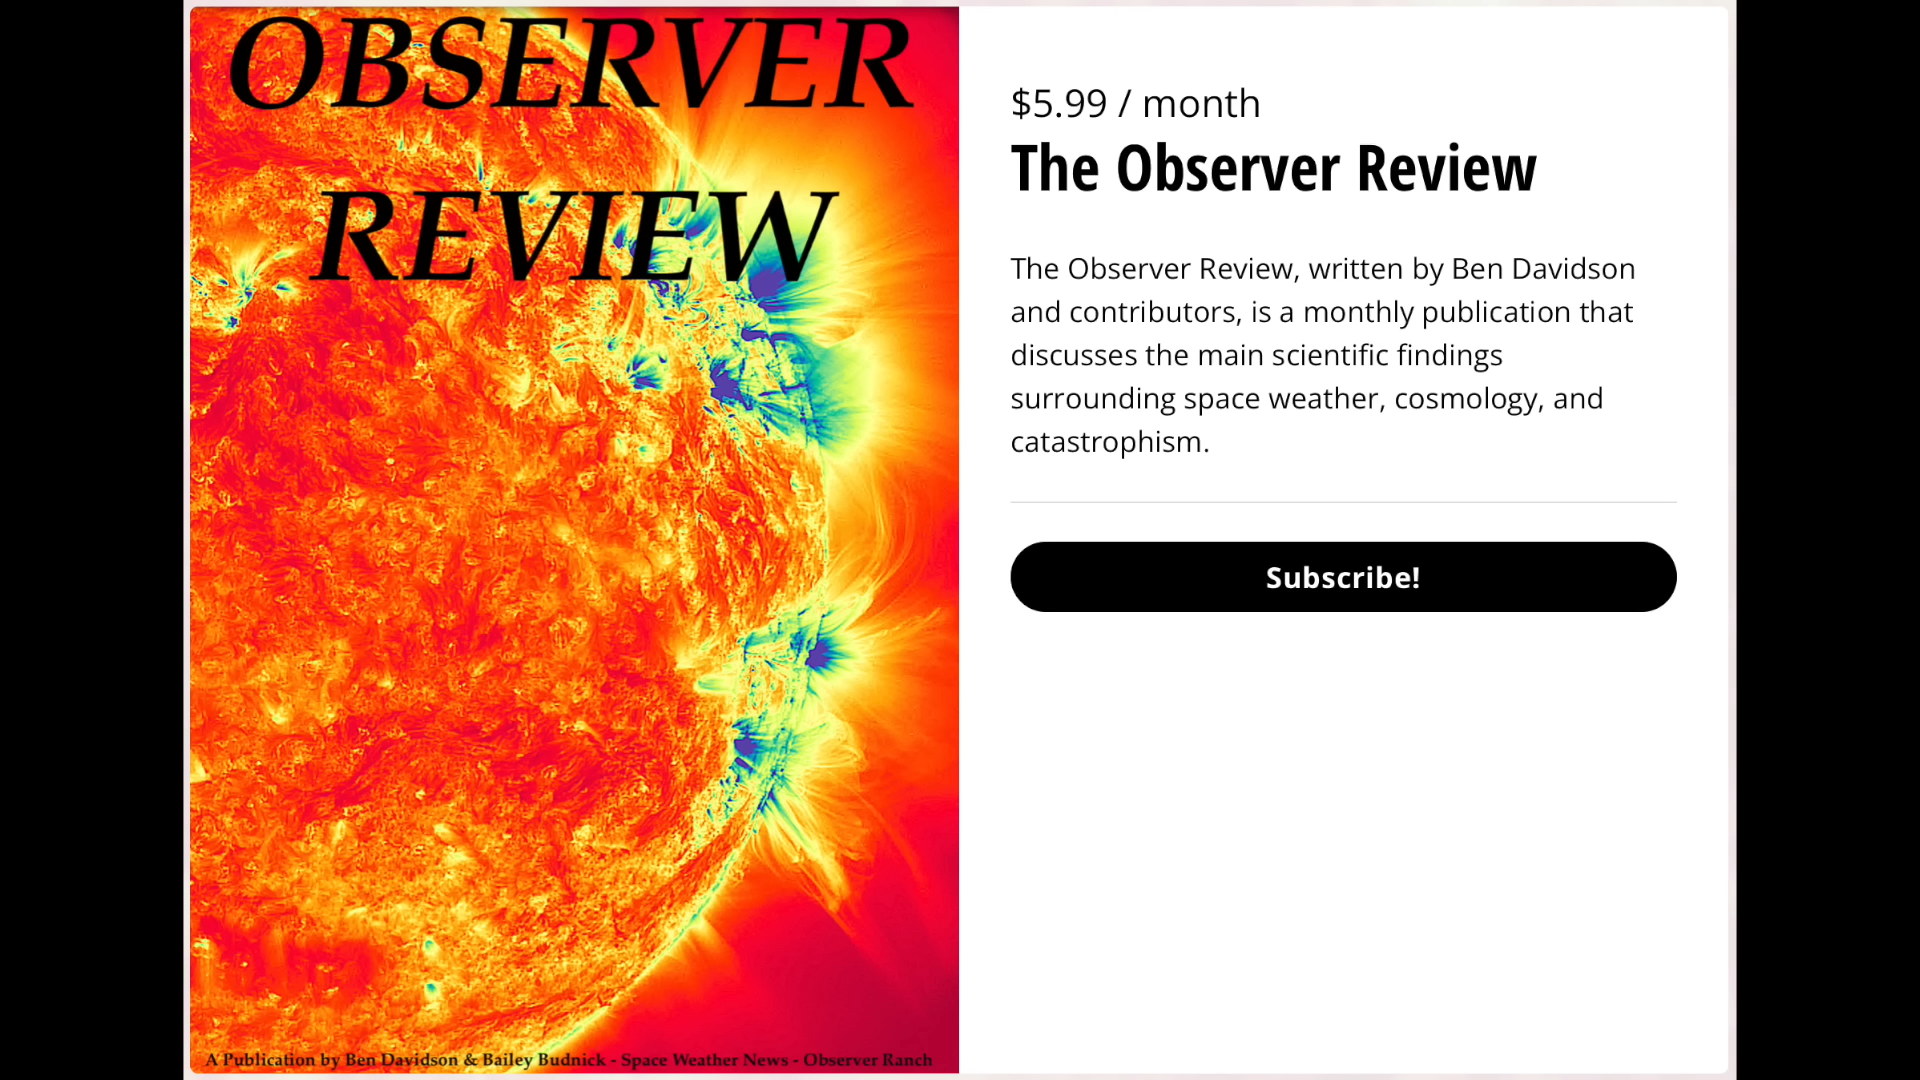 OBSERVER
REVIEW
A Publication by Ben Davidson & Bailey Budnick - Space Weather News - Observer Ranch
$5.99 / month
The Observer Review
The Observer Review, written by Ben Davidson
and contributors, is a monthly publication that
discusses the main scientific findings
surrounding space weather, cosmology, and
catastrophism.
Subscribe!